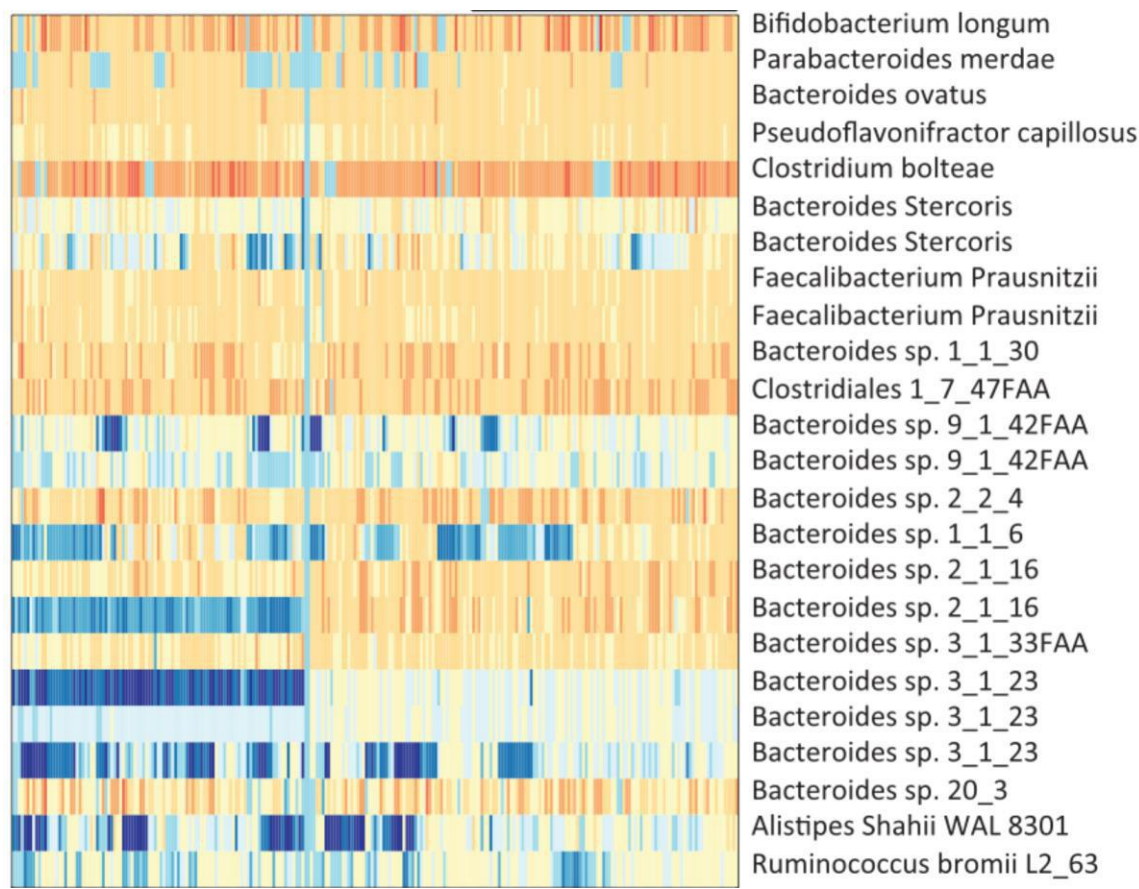 Bifidobacterium longum
Parabacteroides merdae
Bacteroides ovatus
Pseudoflavonifractor capillosus
Clostridium bolteae
Bacteroides Stercoris
Bacteroides Stercoris
Faecalibacterium Prausnitzii
Faecalibacterium Prausnitzii
Bacteroides sp. 1_1_30
Clostridiales 1_7_47FAA
Bacteroides sp. 9_1_42FAA
Bacteroides sp. 9_1_42FAA
Bacteroides sp. 2_2_4
Bacteroides sp. 1_1_6
Bacteroides sp. 2_1_16
Bacteroides sp. 2_1_16
Bacteroides sp. 3_1_33FAA
Bacteroides sp. 3_1_23
Bacteroides sp. 3_1_23
Bacteroides sp. 3_1_23
Bacteroides sp. 20_3
Alistipes Shahii WAL 8301
Ruminococcus bromii L2_63